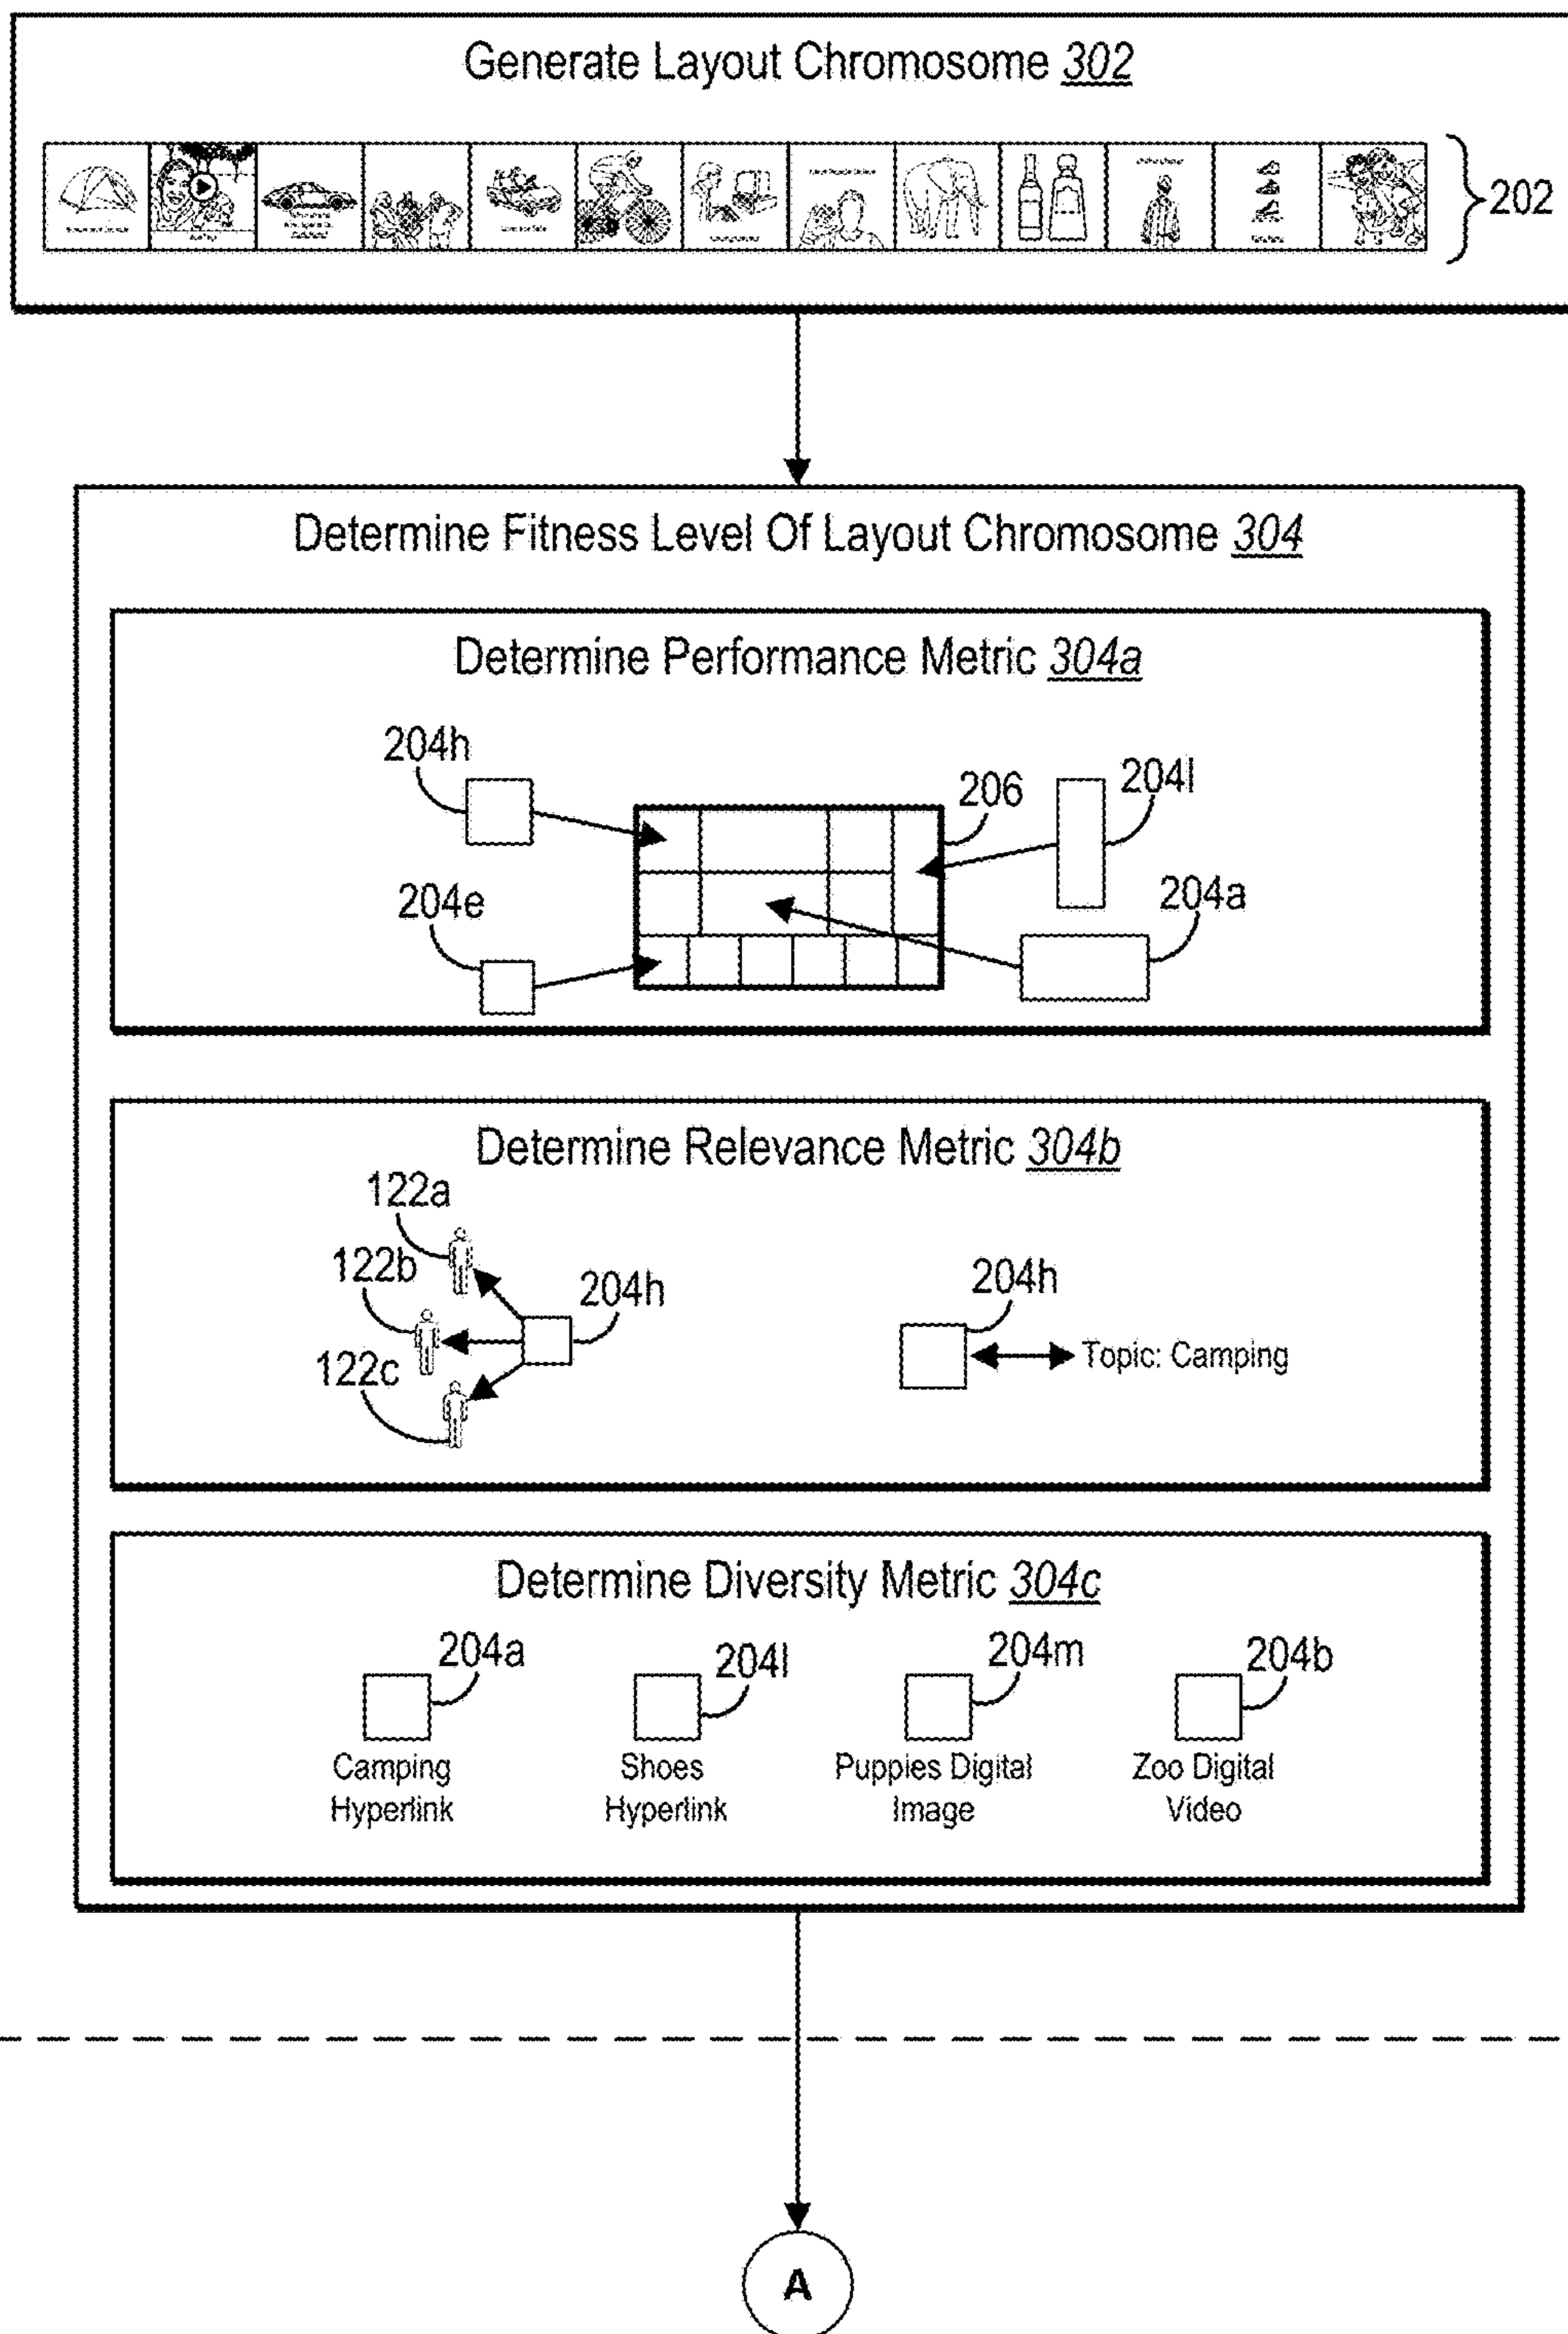 Generate Layout Chromosome 302
202
Determine Fitness Level Of Layout Chromosome 304
Determine Performance Metric 304a
204h
206
204l
204e
204a
Determine Relevance Metric 304b
122a
122b
204h
204h
122c
Topic: Camping
Determine Diversity Metric 304c
204a
204l
204m
204b
Camping
Hyperlink
Shoes
Hyperlink
Puppies Digital
Image
Zoo Digital
Video
A